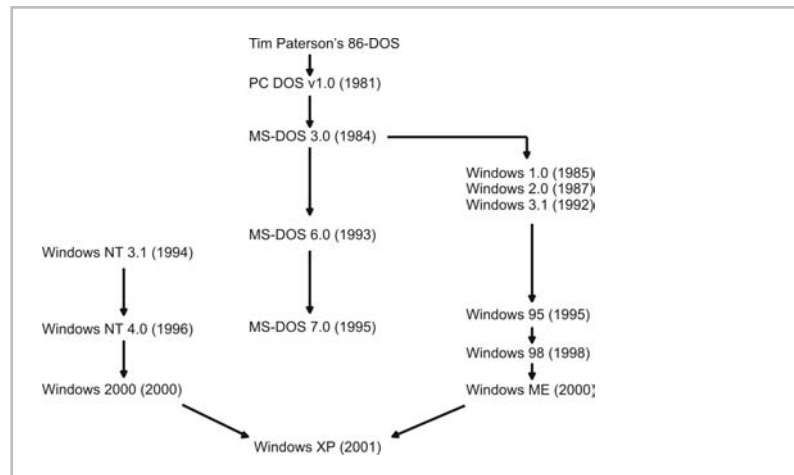 Tim Paterson's 86-DOS
PC DOS v1.0 (1981)
MS-DOS 3.0 (1984)
Windows 1.0 (1985)
Windows 2.0 (1987)
Windows 3.1 (1992)
MS-DOS 6.0 (1993)
Windows NT 3.1 (1994)
Windows 95 (1995)
Windows NT 4.0 (1996)
MS-DOS 7.0 (1995)
Windows 98 (1998)
Windows 2000 (2000)
Windows ME (2000)
Windows XP (2001)